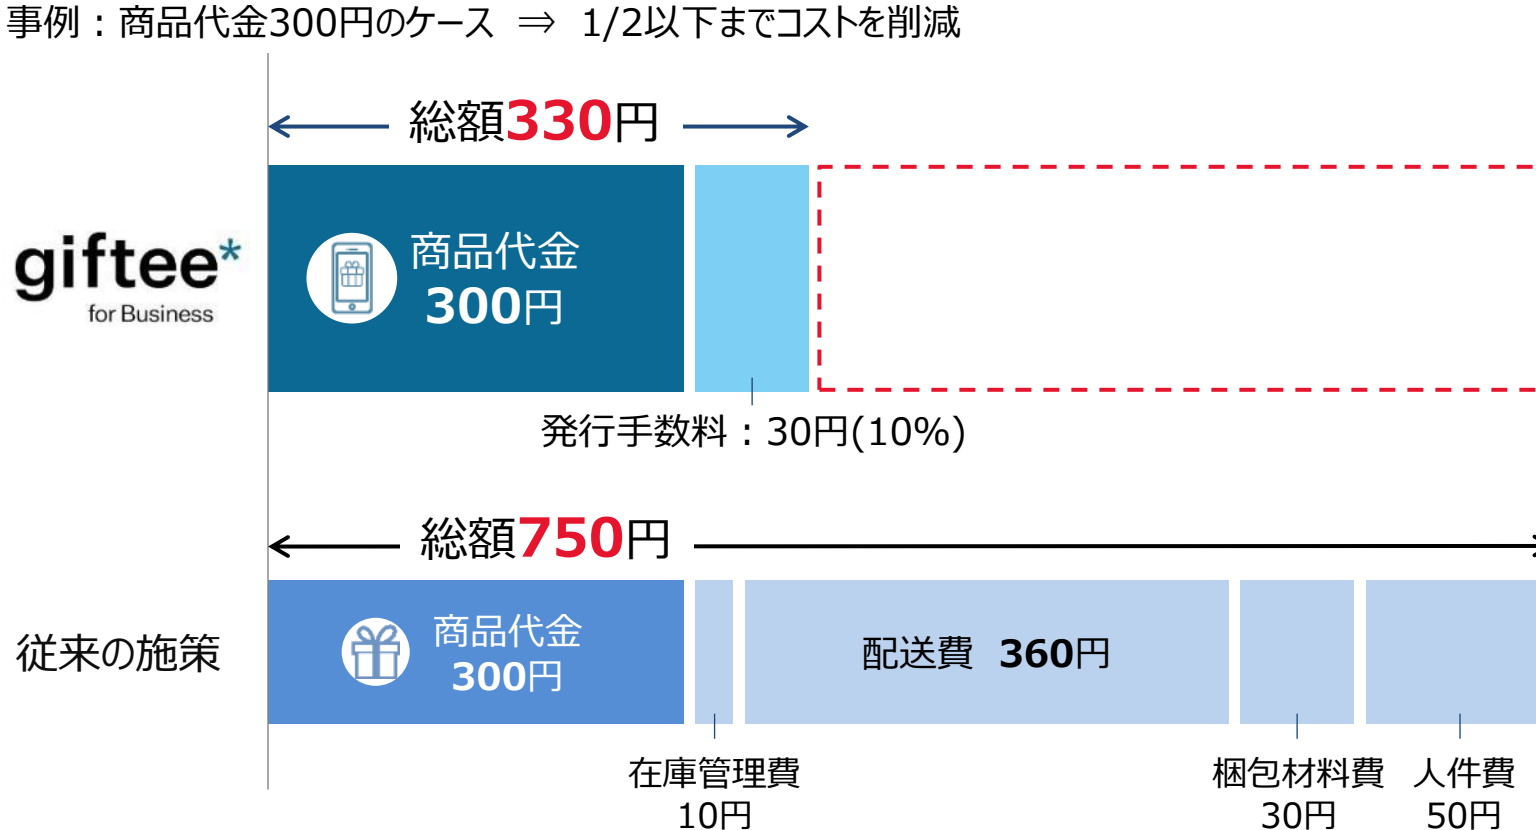 事例：商品代金300円のケース ⇒ 1/2以下までコストを削減
総額330円
giftee*
for Business
商品代金
300円
発行手数料：30円(10%)
総額750円
従来の施策
商品代金
300円
配送費 360円
在庫管理費
10円
梱包材料費
30円
人件費
50円